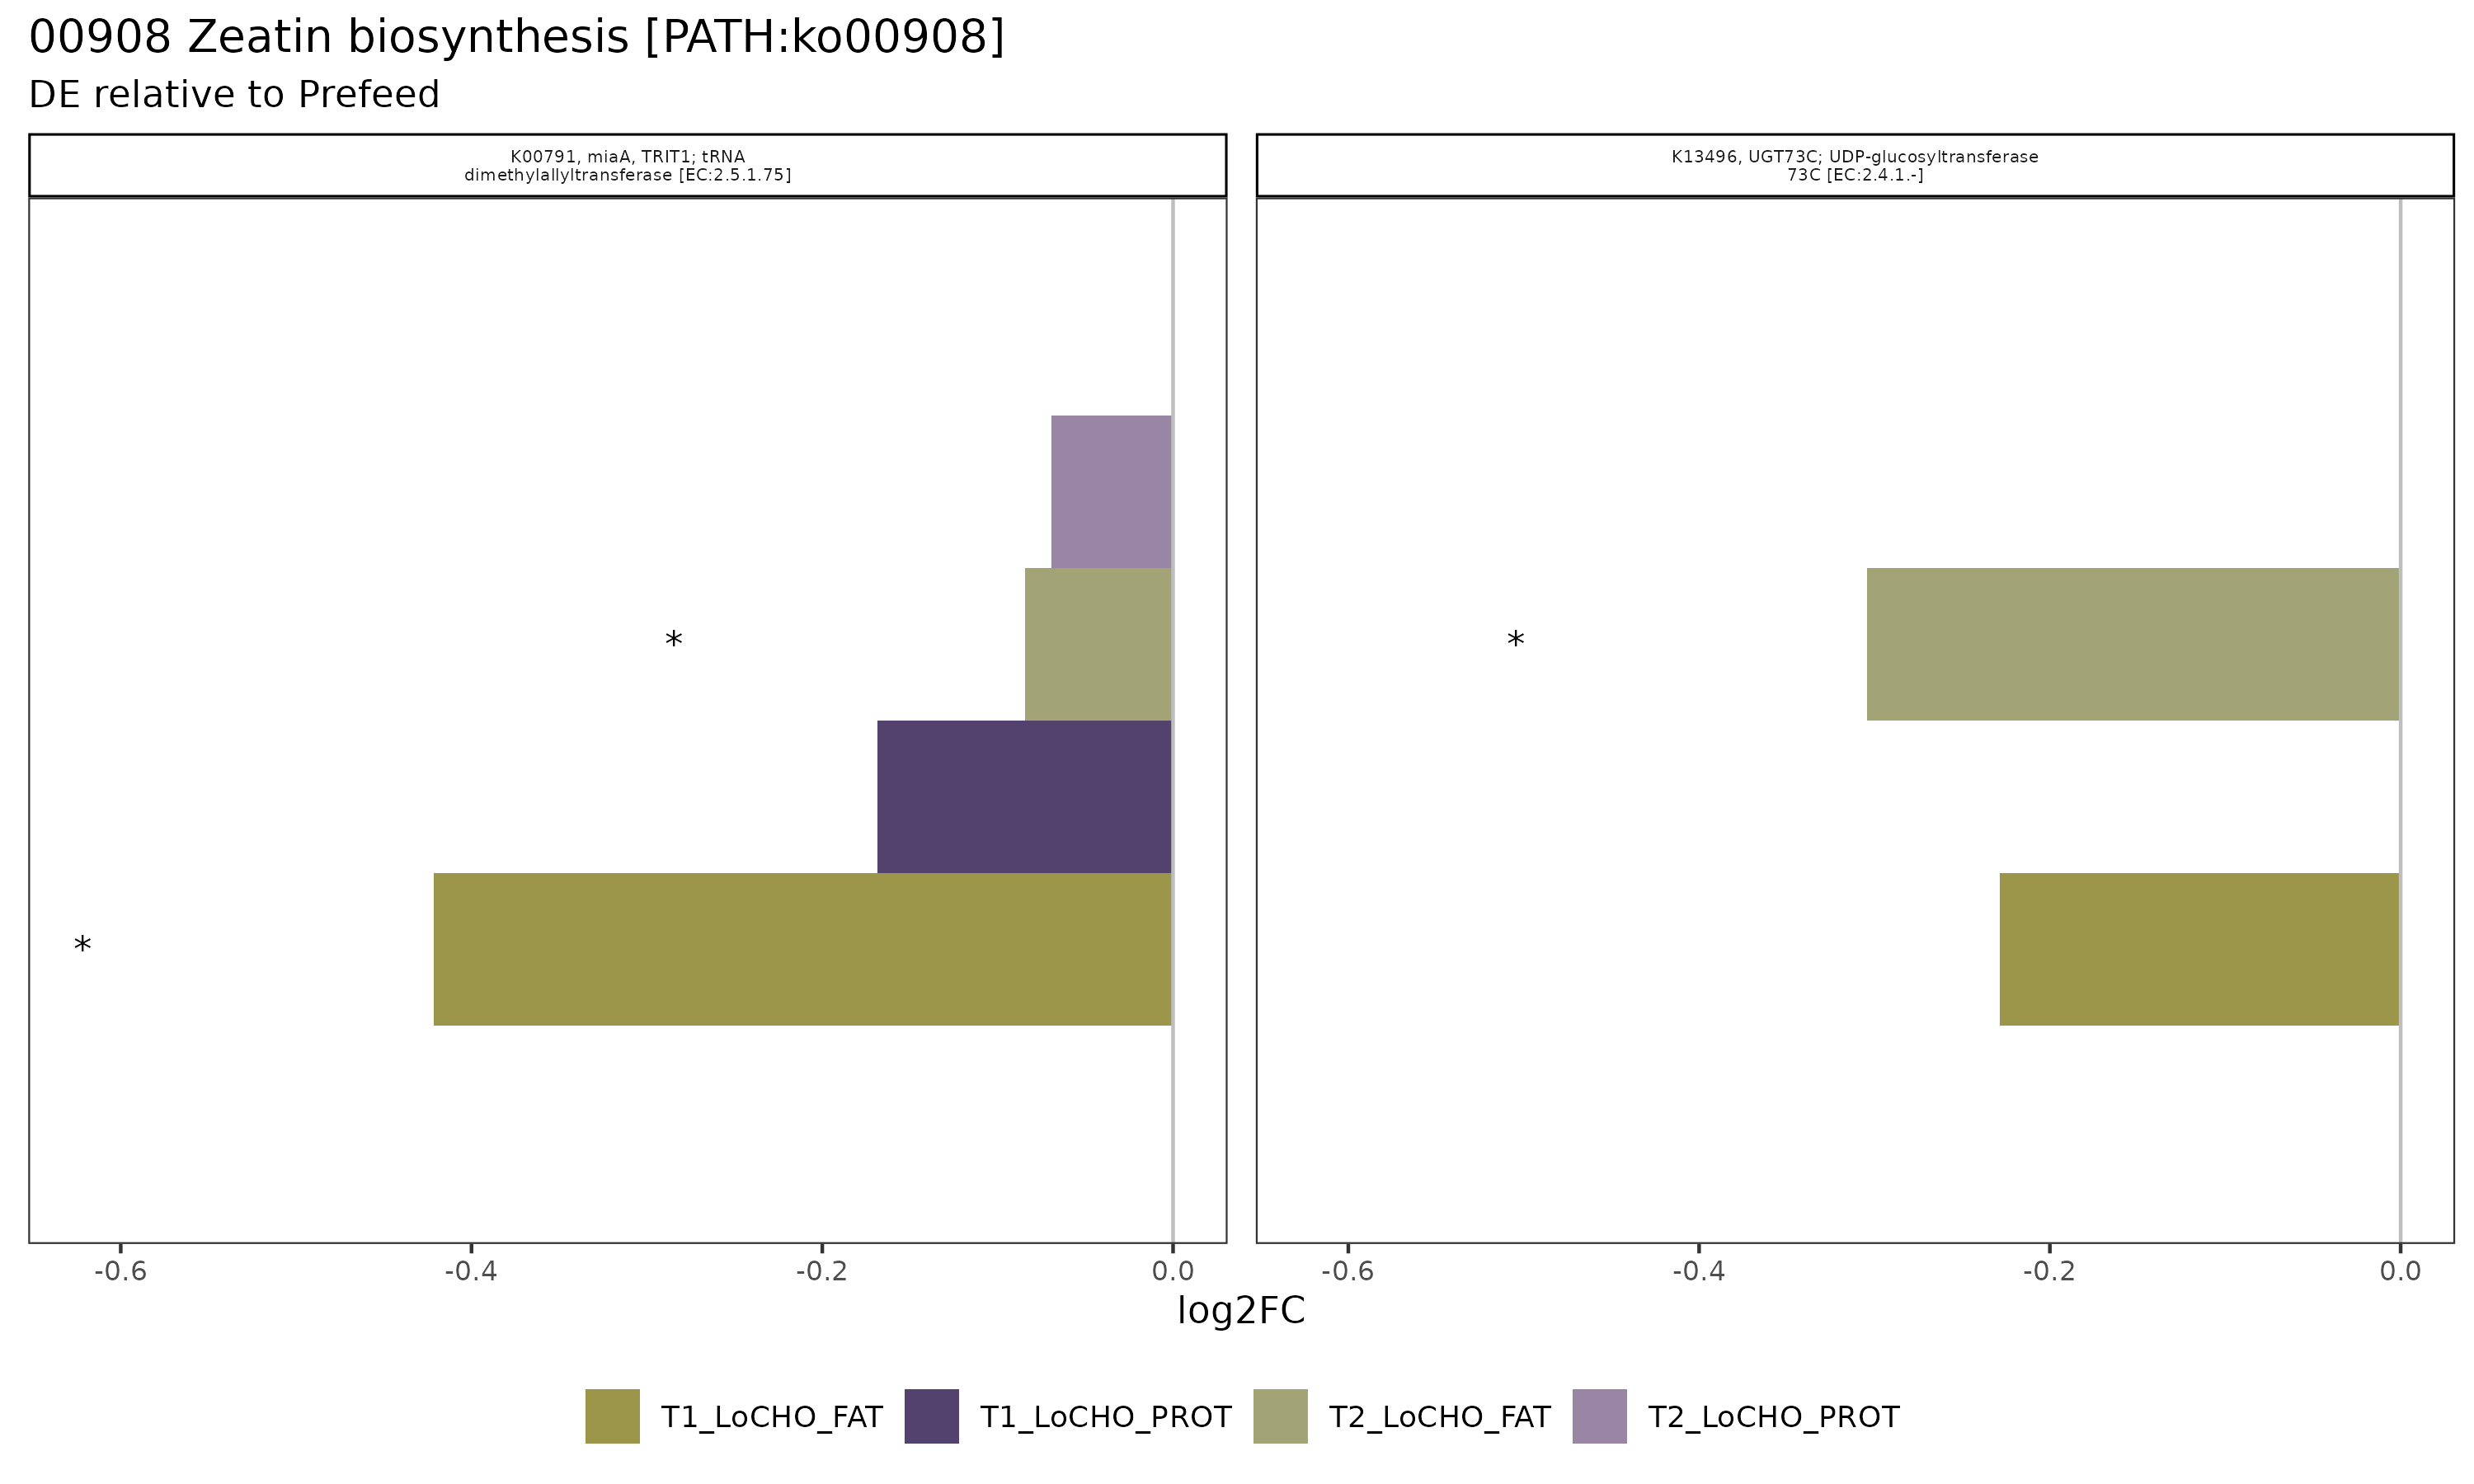 00908 Zeatin biosynthesis [PATH:ko00908]
DE relative to Prefeed
K00791, miaA, TRIT1; tRNA
dimethylallyltransferase [EC:2.5.1.75]
K13496, UGT73C; UDP-glucosyltransferase
73C [EC:2.4.1.-]
*
*
*
-0.6 -0.4 -0.2 0.0
-0.6 -0.4 -0.2 0.0
log2FC
T1_LoCHO_FAT T1_LoCHO_PROT T2_LoCHO_FAT T2_LoCHO_PROT